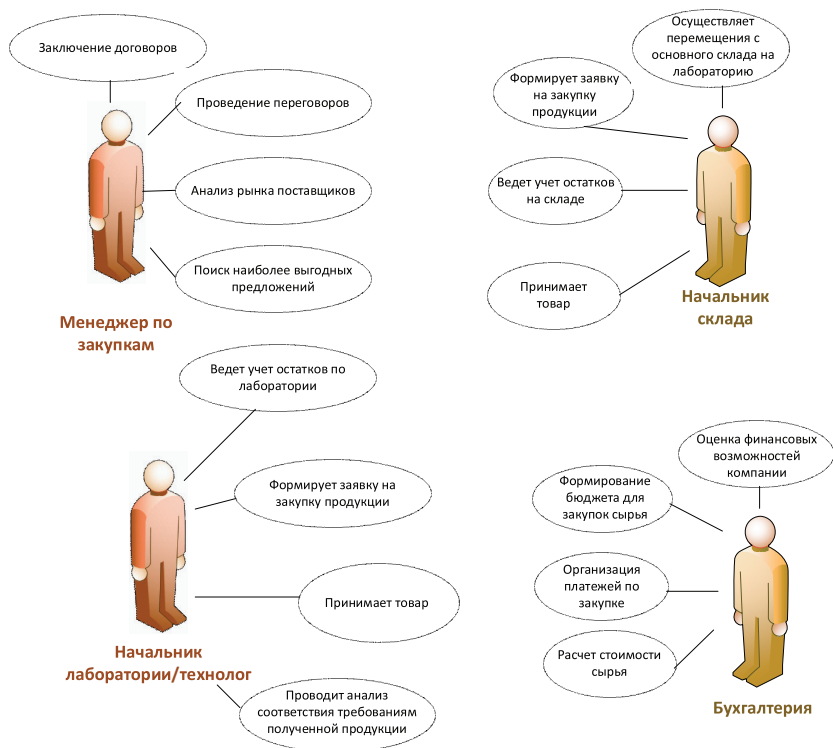 Заключение договоров
Проведение переговоров
Анализ рынка поставщиков
Поиск наиболее выгодных
предложений
Менеджер по
закупкам
Осуществляет
перемещения с
основного склада на
лабораторию
Формирует заявку
на закупку
продукции
Ведет учет остатков
на складе
Принимает
товар
Начальник
склада
Ведет учет остатков по
лаборатории
Формирует заявку на
закупку продукции
Принимает товар
Начальник
лаборатории/технолог
Проводит анализ
соответствия требованиям
полученной продукции
Оценка финансовых
возможностей
компании
Формирование
бюджета для
закупок сырья
Организация
платежей по
закупке
Расчет стоимости
сырья
Бухгалтерия